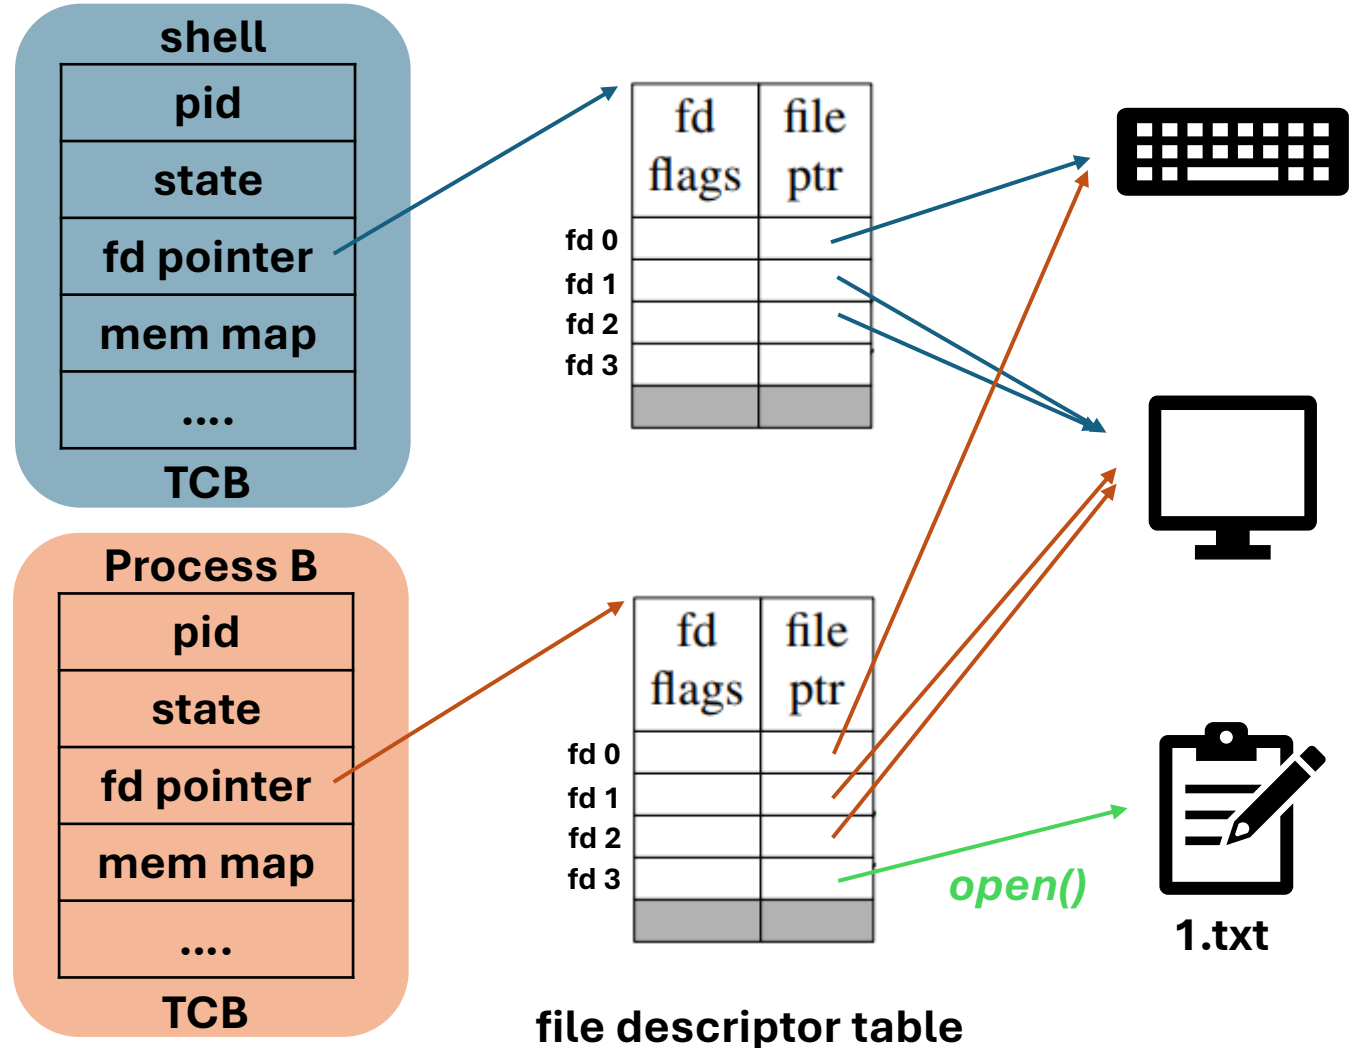 shell
pid
state
fd pointer
mem map
....
TCB
fd
flags
file
ptr
fd 0
fd 1
fd 2
fd 3
Process B
pid
state
fd pointer
mem map
....
TCB
fd
flags
file
ptr
fd 0
fd 1
fd 2
fd 3
open()
1.txt
file descriptor table